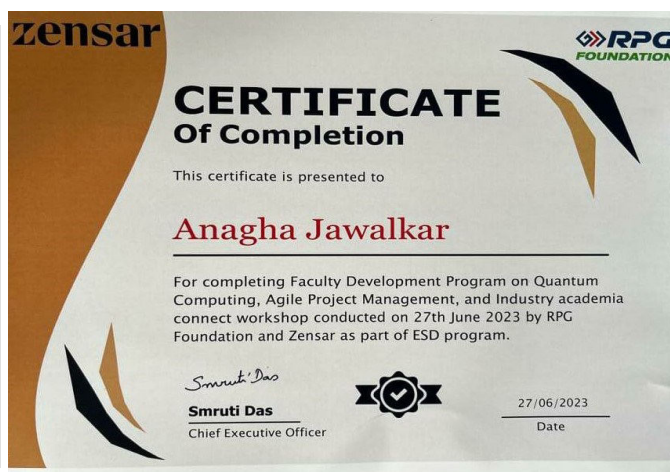 zensar
RPG
FOUNDATION
CERTIFICATE
Of Completion
This certificate is presented to
Anagha Jawalkar
For completing Faculty Development Program on Quantum
Computing, Agile Project Management, and Industry academia
connect workshop conducted on 27th June 2023 by RPG
Foundation and Zensar as part of ESD program.
Smruti Das
Smruti Das
Chief Executive Officer
27/06/2023
Date